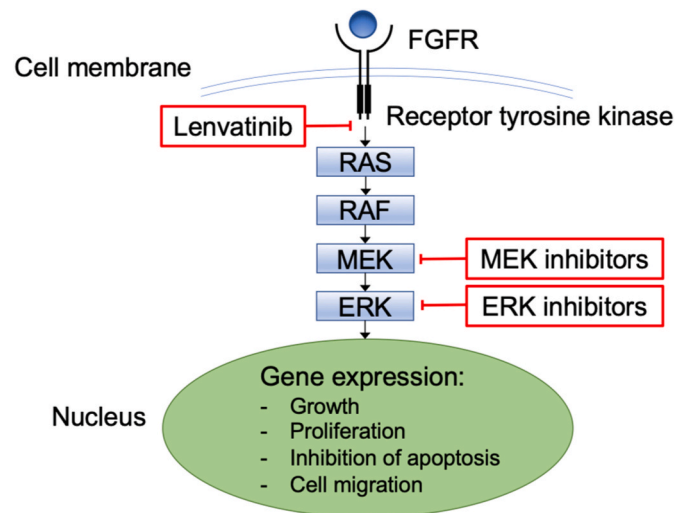 FGFR
Cell membrane
Receptor tyrosine kinase
Lenvatinib
RAS
RAF
MEK
MEK inhibitors
ERK
ERK inhibitors
Nucleus
Gene expression:
- Growth
- Proliferation
- Inhibition of apoptosis
- Cell migration